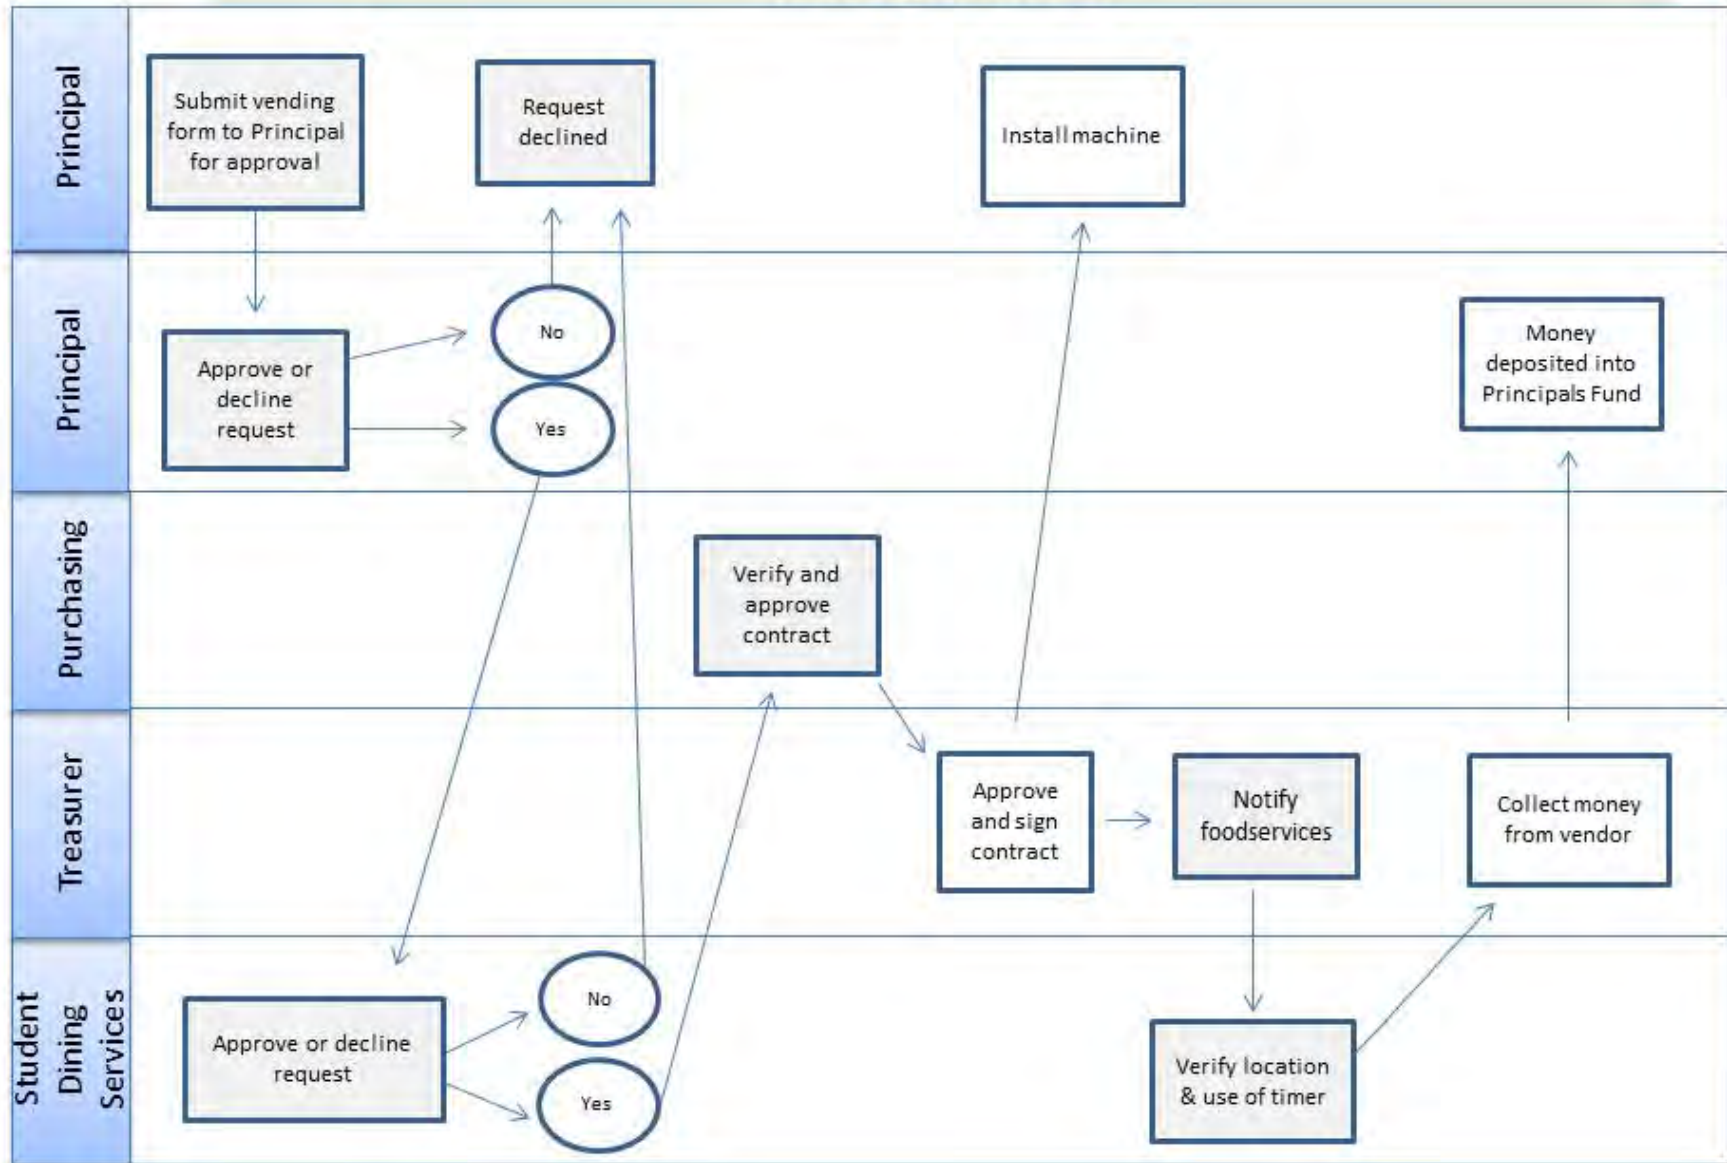 Principal
Submit vending
form to Principal
for approval
Request
declined
Install machine
Principal
Approve or
decline
request
No
Yes
Money
deposited into
Principals Fund
Purchasing
Verify and
approve
contract
Treasurer
Approve
and sign
contract
Notify
foodservices
Collect money
from vendor
Student
Dining
Services
Approve or decline
request
No
Yes
Verify location
& use of timer